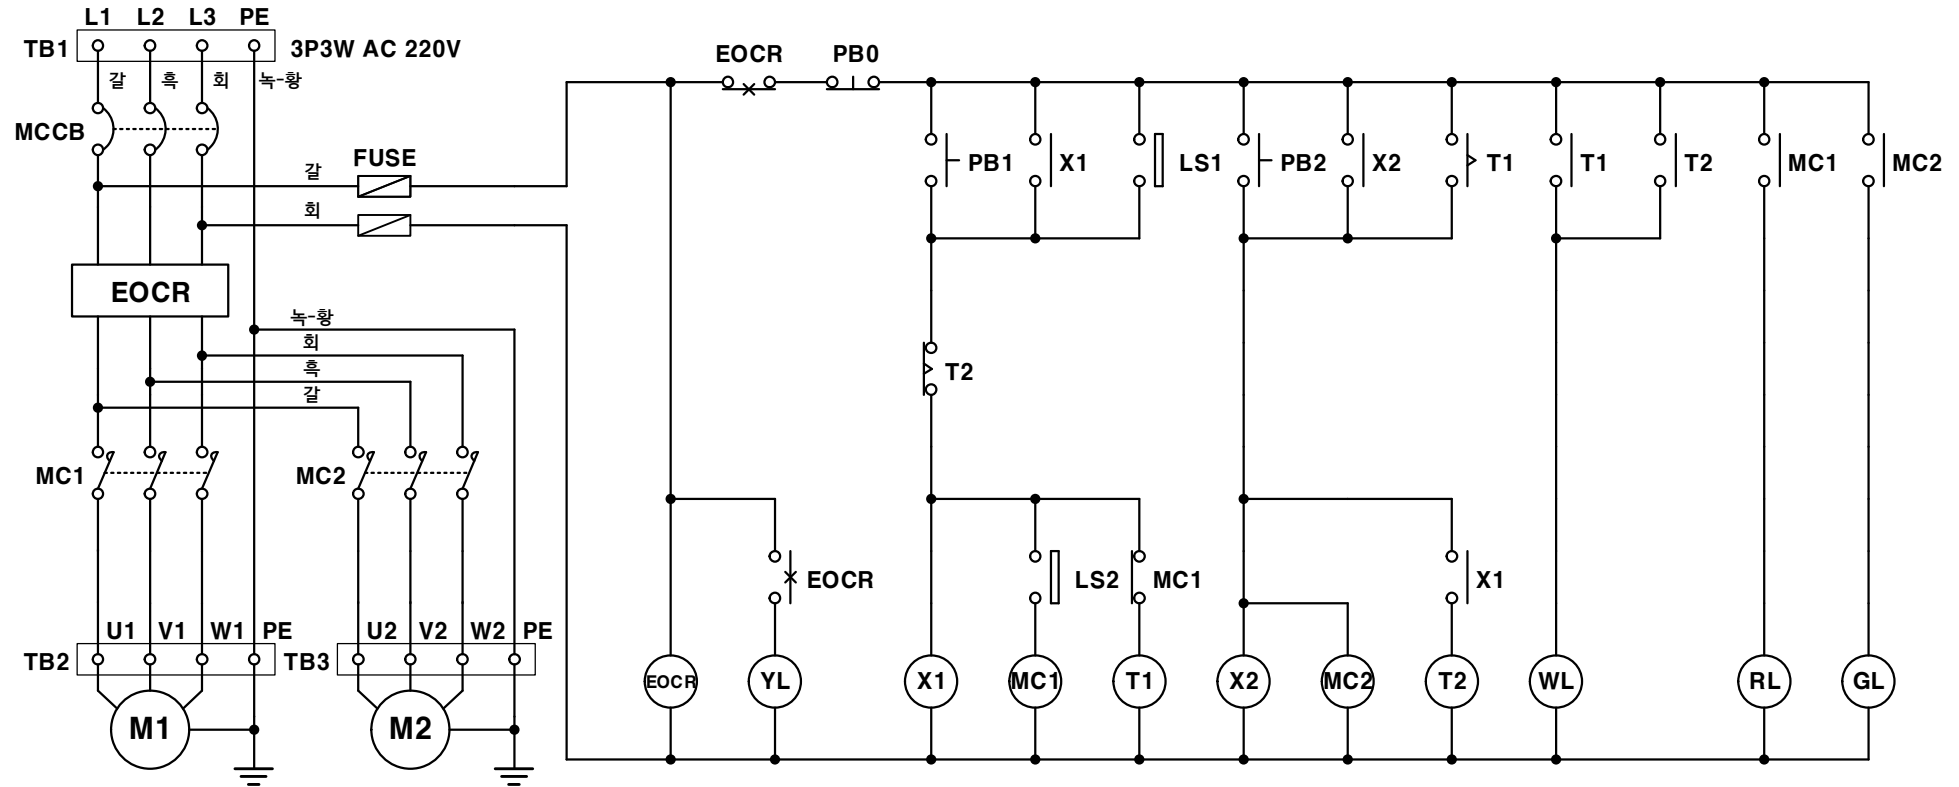 L1 L2 L3 PE
TB1
3P3W AC 220V
갈 흑 회 녹-황
MCCB
갈
FUSE
회
EOCR
녹-황
회
흑
갈
MC1
MC2
U1 V1 W1 PE
TB2
U2 V2 W2 PE
TB3
M1
M2
EOCR PB0
PB1 X1 LS1 PB2 X2 T1 T1 T2 MC1 MC2
T2
EOCR LS2 MC1 X1
EOCR YL X1 MC1 T1 X2 MC2 T2 WL RL GL